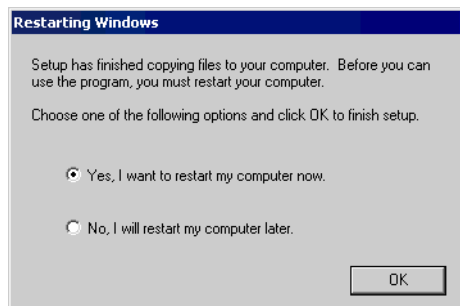 Restarting Windows
Setup has finished copying files to your computer. Before you can
use the program, you must restart your computer.
Choose one of the following options and click OK to finish setup.
Yes, I want to restart my computer now.
No, I will restart my computer later.
OK